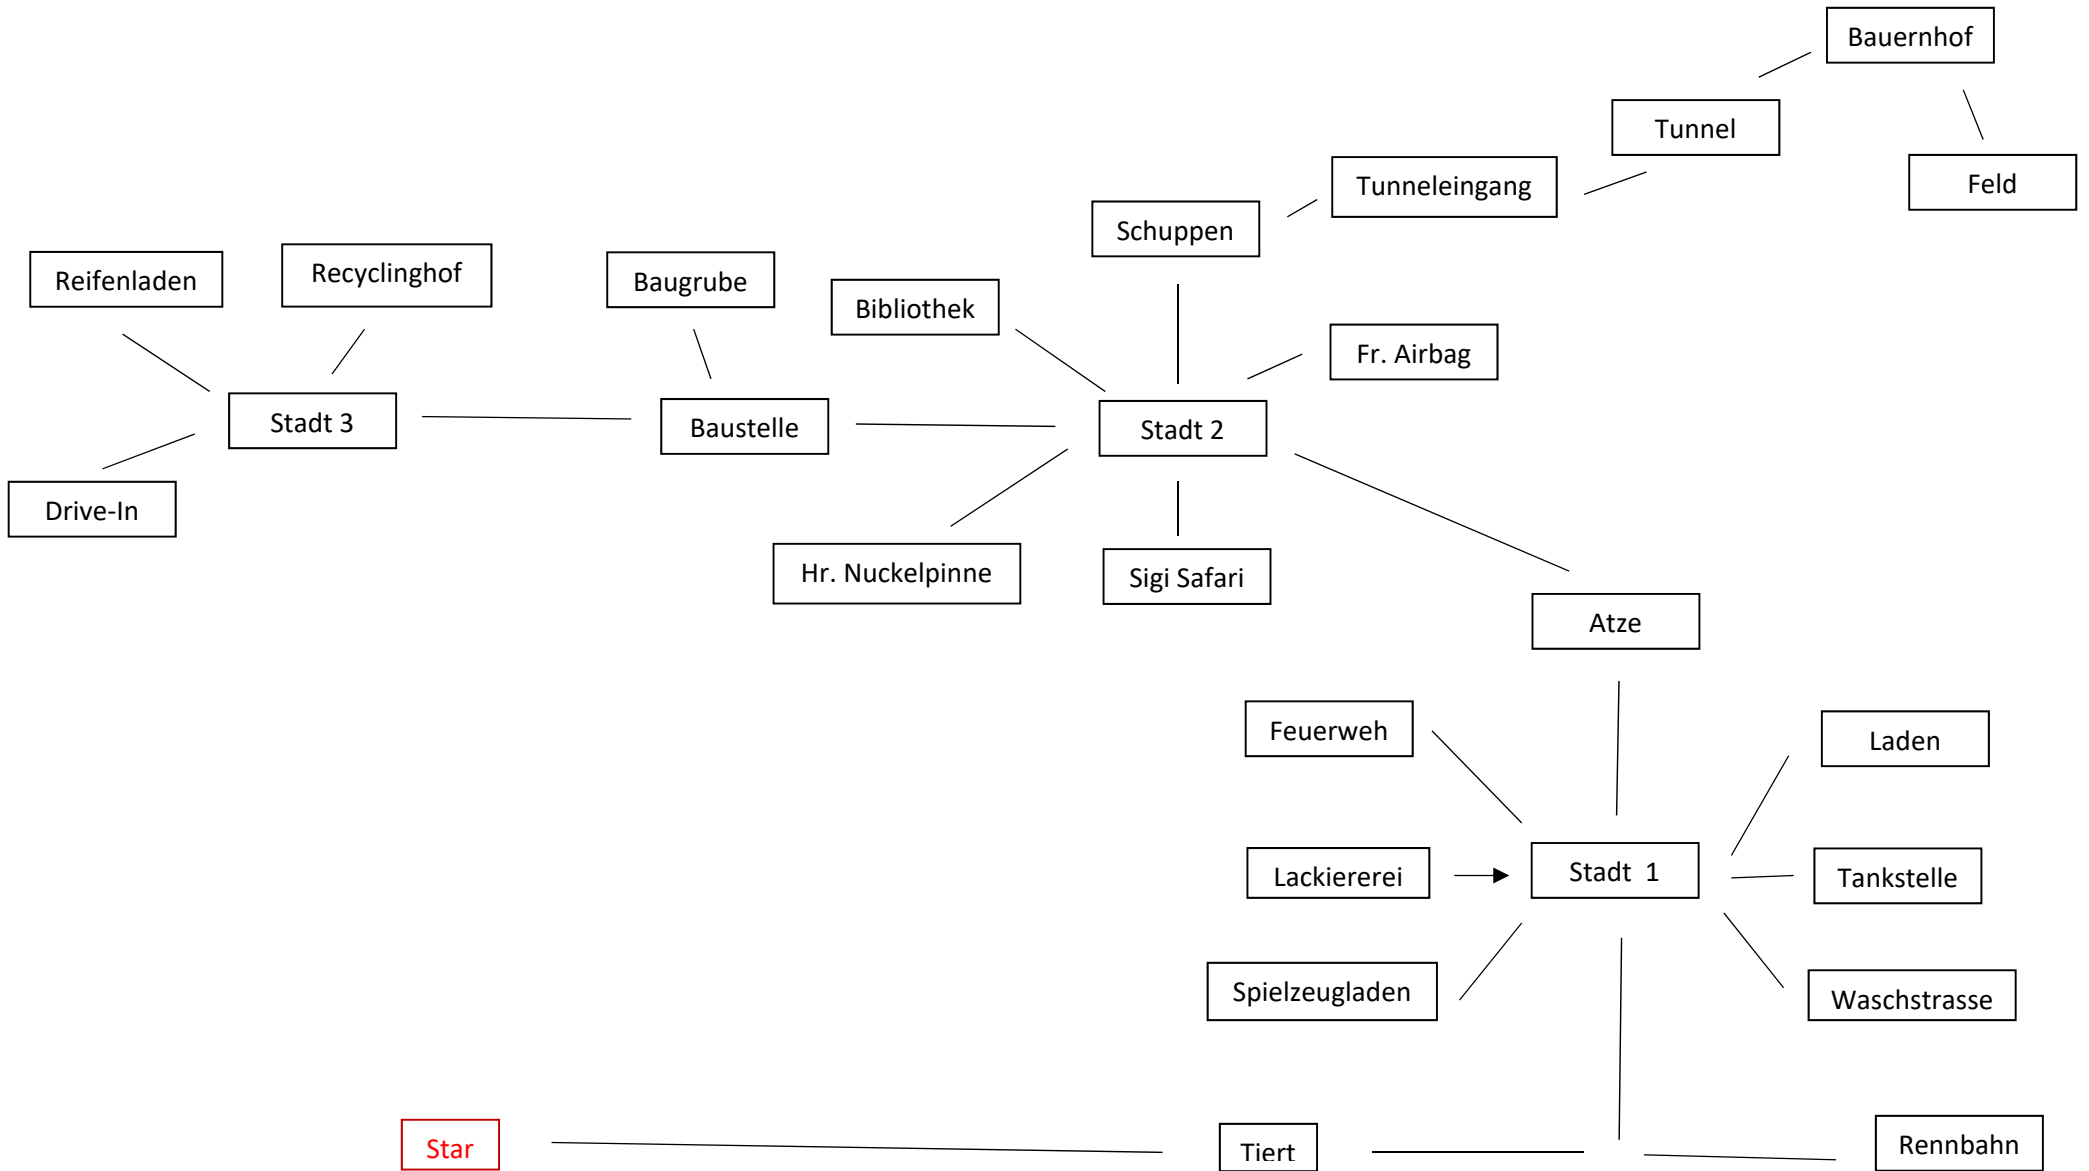 Bauernhof
Tunnel
Tunneleingang
Feld
Schuppen
Reifenladen
Recyclinghof
Baugrube
Bibliothek
Fr. Airbag
Stadt 3
Baustelle
Stadt 2
Drive-In
Hr. Nuckelpinne
Sigi Safari
Atze
Feuerweh
Laden
Lackiererei
Stadt 1
Tankstelle
Spielzeugladen
Waschstrasse
Star
Tiert
Rennbahn